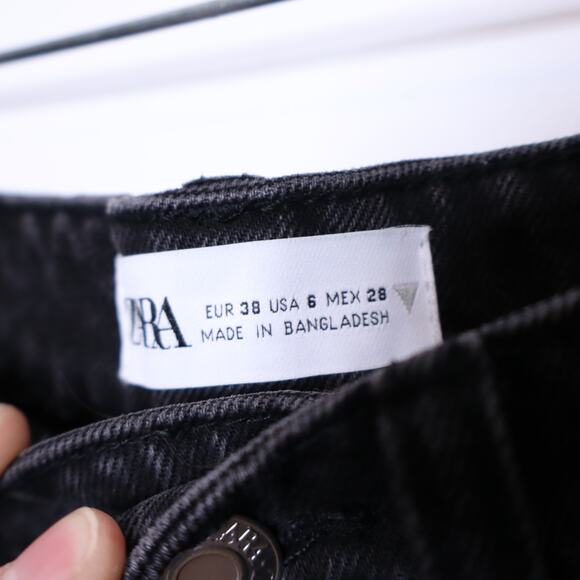 ZARA
EUR 38 USA 6 MEX 28
MADE IN BANGLADESH